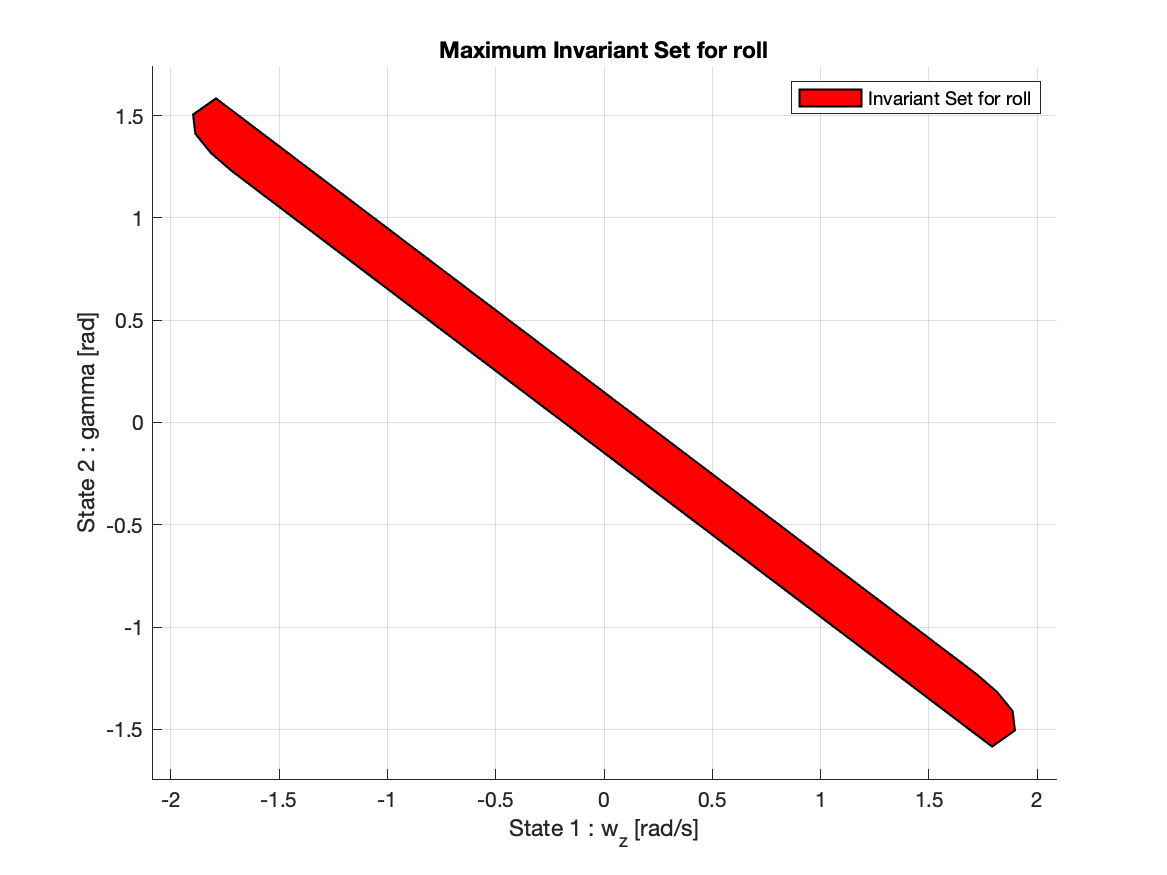 Maximum Invariant Set for roll
Invariant Set for roll
1.5
1
0.5
0
-0.5
-1
-1.5
State 2 : gamma [rad]
-2 -1.5 -1 -0.5 0 0.5 1 1.5 2
State 1 : w_z [rad/s]